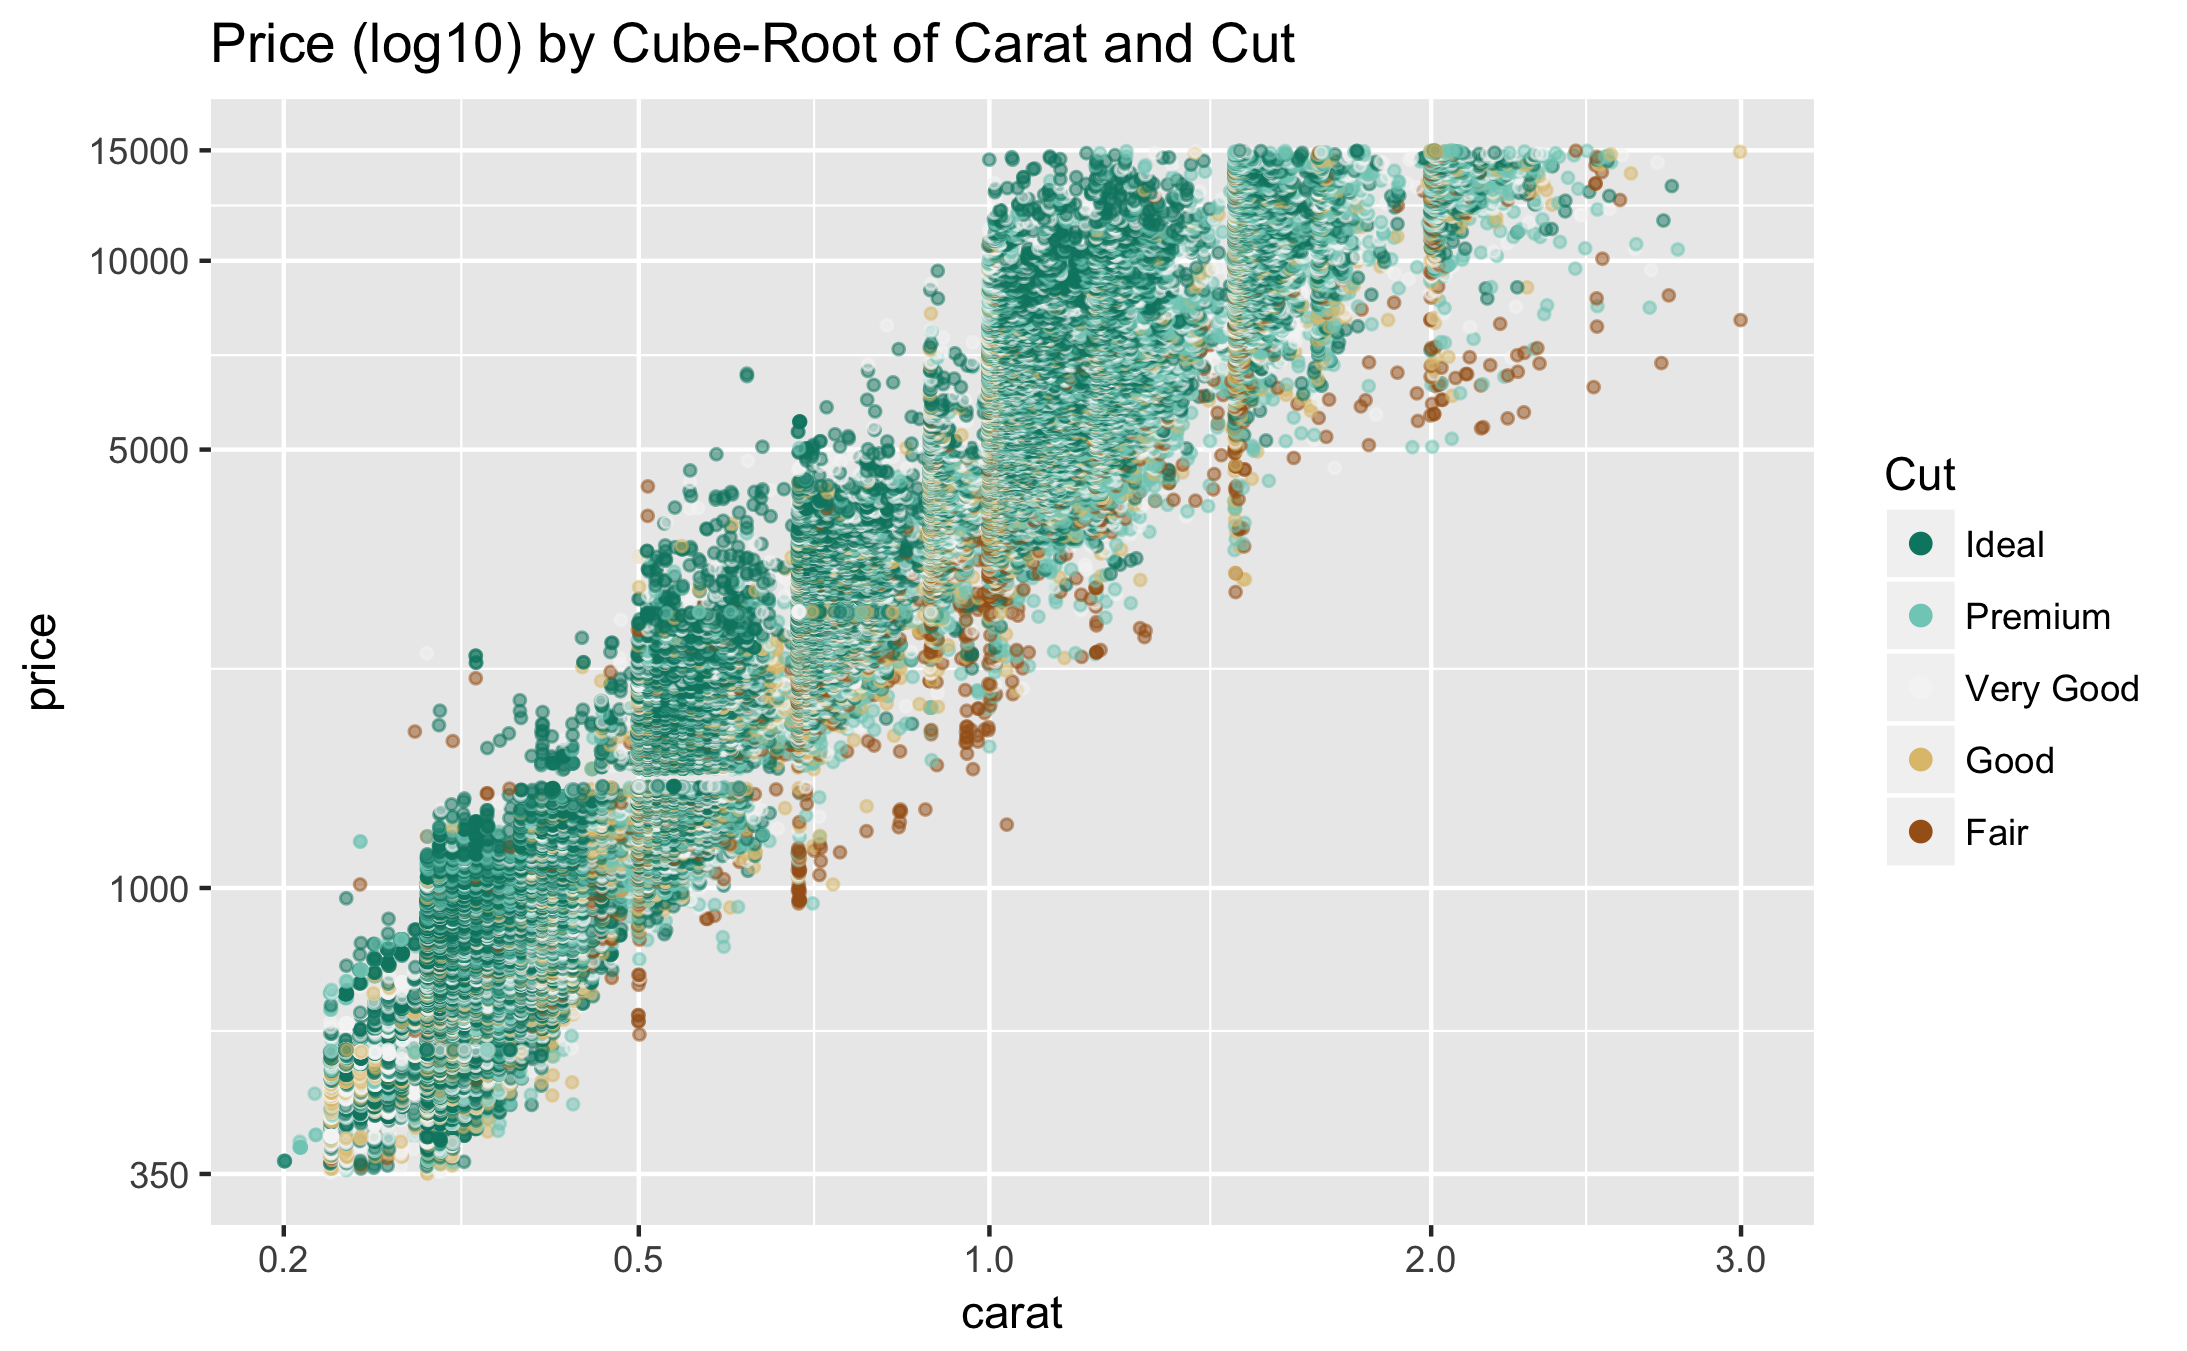 Price (log10) by Cube-Root of Carat and Cut
15000
10000
5000
1000
350
price
0.2 0.5 1.0 2.0 3.0
carat
Cut
Ideal
Premium
Very Good
Good
Fair